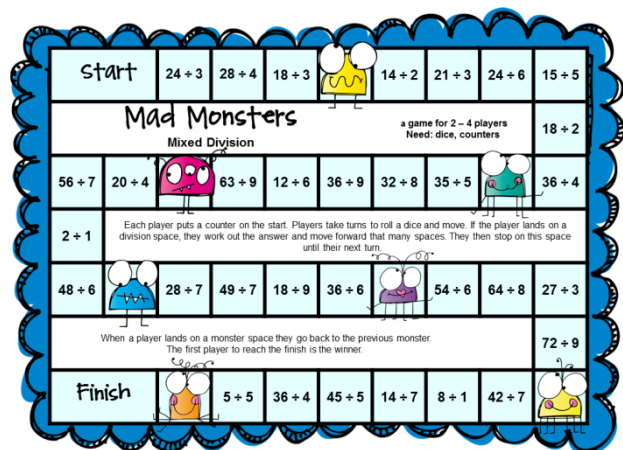 Start 24 ÷ 3 28 ÷ 4 18 ÷ 3 14 ÷ 2 21 ÷ 3 24 ÷ 6 15 ÷ 5
Mad Monsters
Mixed Division
a game for 2 – 4 players
Need: dice, counters
18 ÷ 2
56 ÷ 7 20 ÷ 4 63 ÷ 9 12 ÷ 6 36 ÷ 9 32 ÷ 8 35 ÷ 5 36 ÷ 4
2 ÷ 1
Each player puts a counter on the start. Players take turns to roll a dice and move. If the player lands on a
division space, they work out the answer and move forward that many spaces. They then stop on this space
until their next turn.
48 ÷ 6 28 ÷ 7 49 ÷ 7 18 ÷ 9 36 ÷ 6 54 ÷ 6 64 ÷ 8 27 ÷ 3
When a player lands on a monster space they go back to the previous monster.
The first player to reach the finish is the winner.
72 ÷ 9
Finish 5 ÷ 5 36 ÷ 4 45 ÷ 5 14 ÷ 7 8 ÷ 1 42 ÷ 7